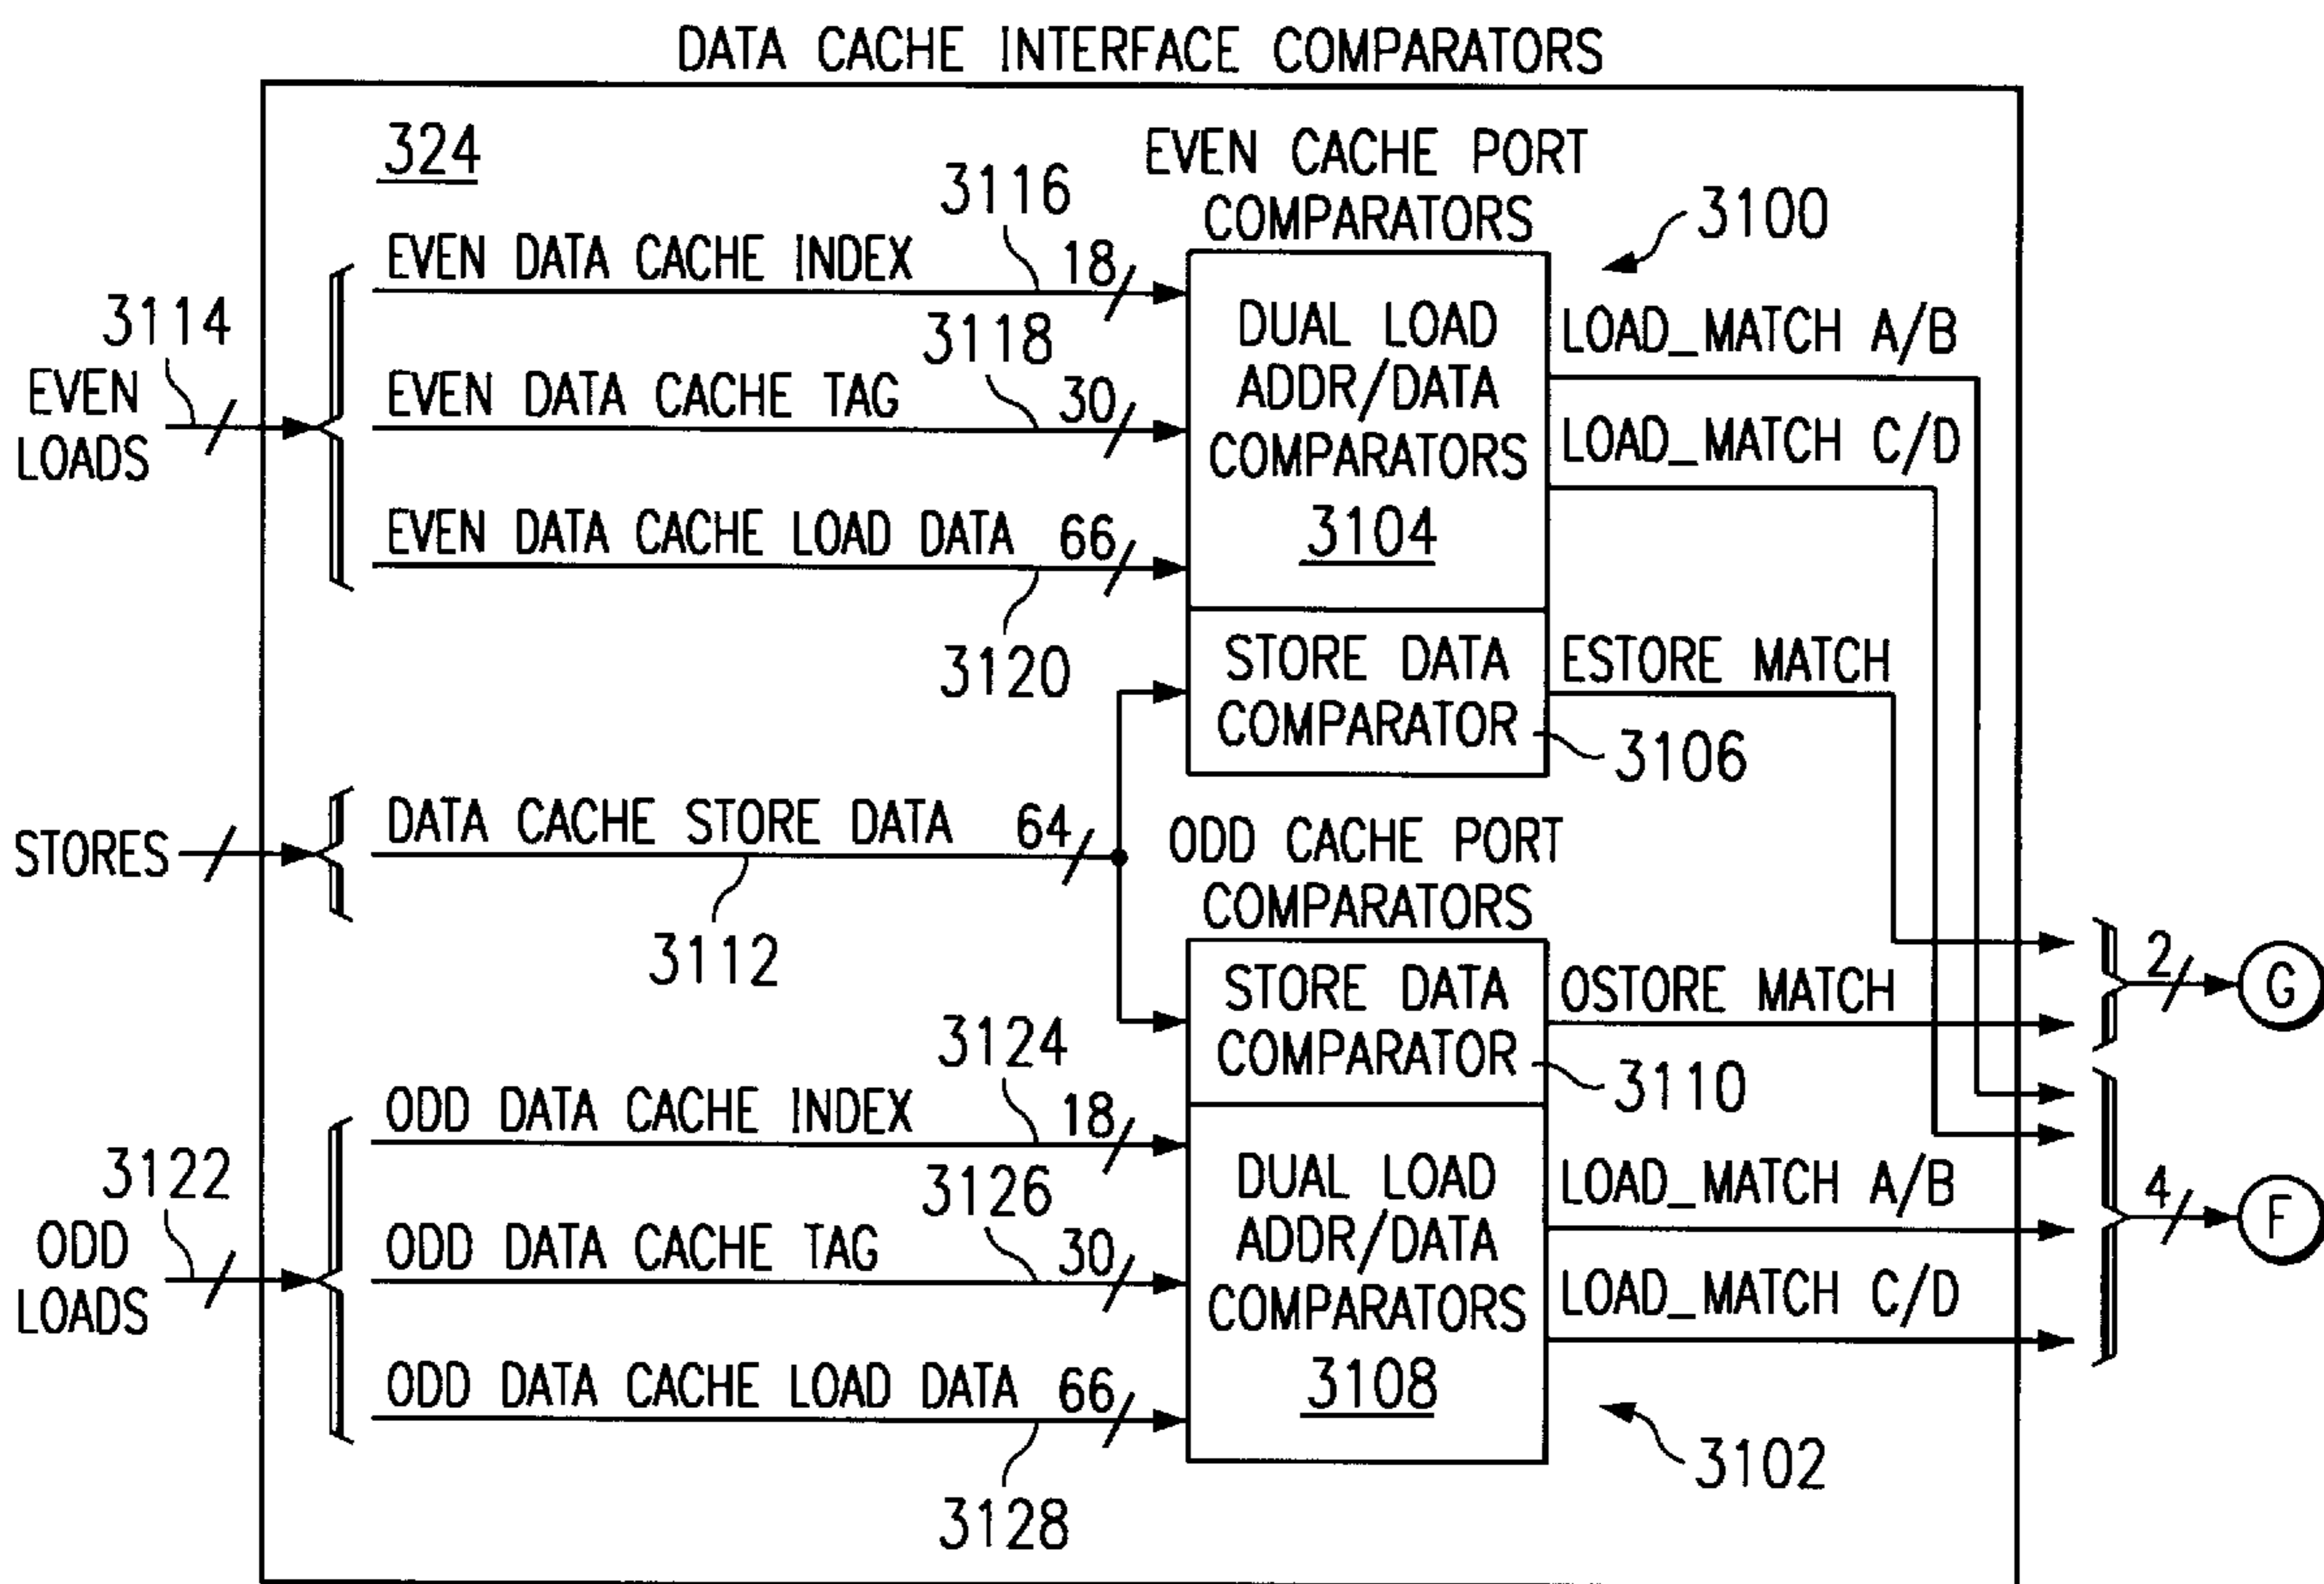 DATA CACHE INTERFACE COMPARATORS
324
EVEN CACHE PORT
COMPARATORS
3100
3116
EVEN DATA CACHE INDEX 18
3114
EVEN
LOADS
3118
EVEN DATA CACHE TAG 30
EVEN DATA CACHE LOAD DATA 66
3120
DUAL LOAD
ADDR/DATA
COMPARATORS
3104
LOAD_MATCH A/B
LOAD_MATCH C/D
STORE DATA
COMPARATOR
ESTORE MATCH
3106
STORES
DATA CACHE STORE DATA 64
3112
ODD CACHE PORT
COMPARATORS
STORE DATA
COMPARATOR
OSTORE MATCH
3110
2
G
3124
ODD DATA CACHE INDEX 18
3122
ODD
LOADS
3126
ODD DATA CACHE TAG 30
ODD DATA CACHE LOAD DATA 66
3128
DUAL LOAD
ADDR/DATA
COMPARATORS
3108
LOAD_MATCH A/B
LOAD_MATCH C/D
4
F
3102